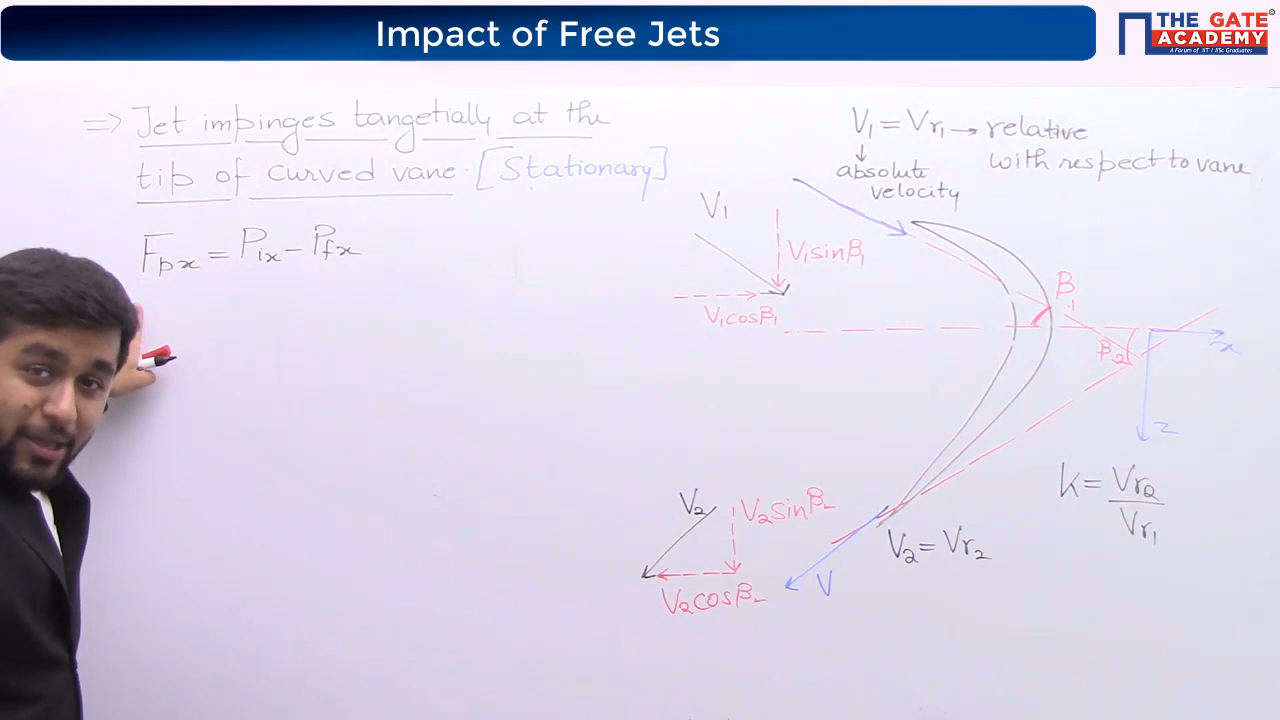 Impact of Free Jets
THE GATE
ACADEMY
A Forum of IIT / IISc Graduates
⇒ Jet impinges tangetially at the
tip of curved vane. [Stationary]
Fpx = Pix - Pfx
V1 = Vr1 → relative
with respect to vane
↓
absolute
velocity
V1
V1sinβ1
V1cosβ1
β1
β2
x
z
k = Vr2
Vr1
V2
V2sinβ2
V2cosβ2
V
V2 = Vr2